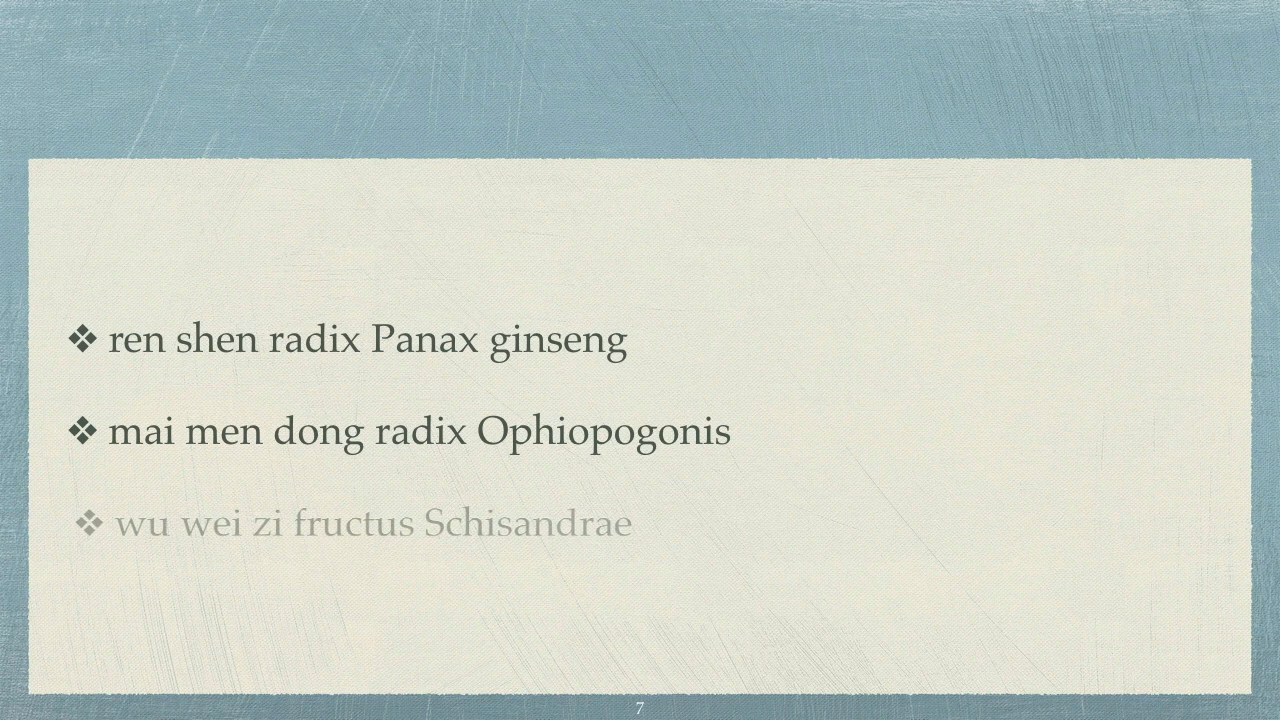 ❖ ren shen radix Panax ginseng
❖ mai men dong radix Ophiopogonis
❖ wu wei zi fructus Schisandrae
7